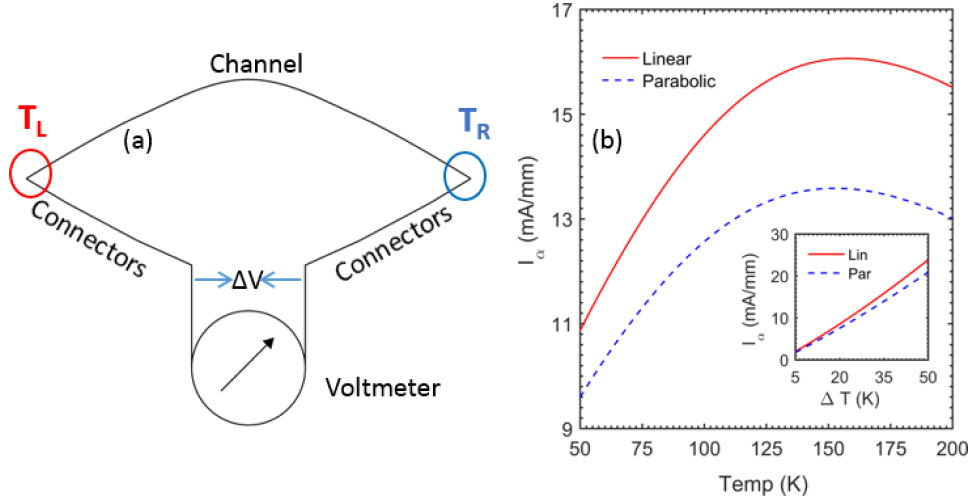 Channel
T_L
(a)
T_R
Connectors
Connectors
ΔV
Voltmeter
(b)
Linear
Parabolic
I_α (mA/mm)
17
15
13
11
9
50
75
100
125
150
175
200
Temp (K)
Lin
Par
I_α (mA/mm)
30
20
10
0
5
20
35
50
Δ T (K)